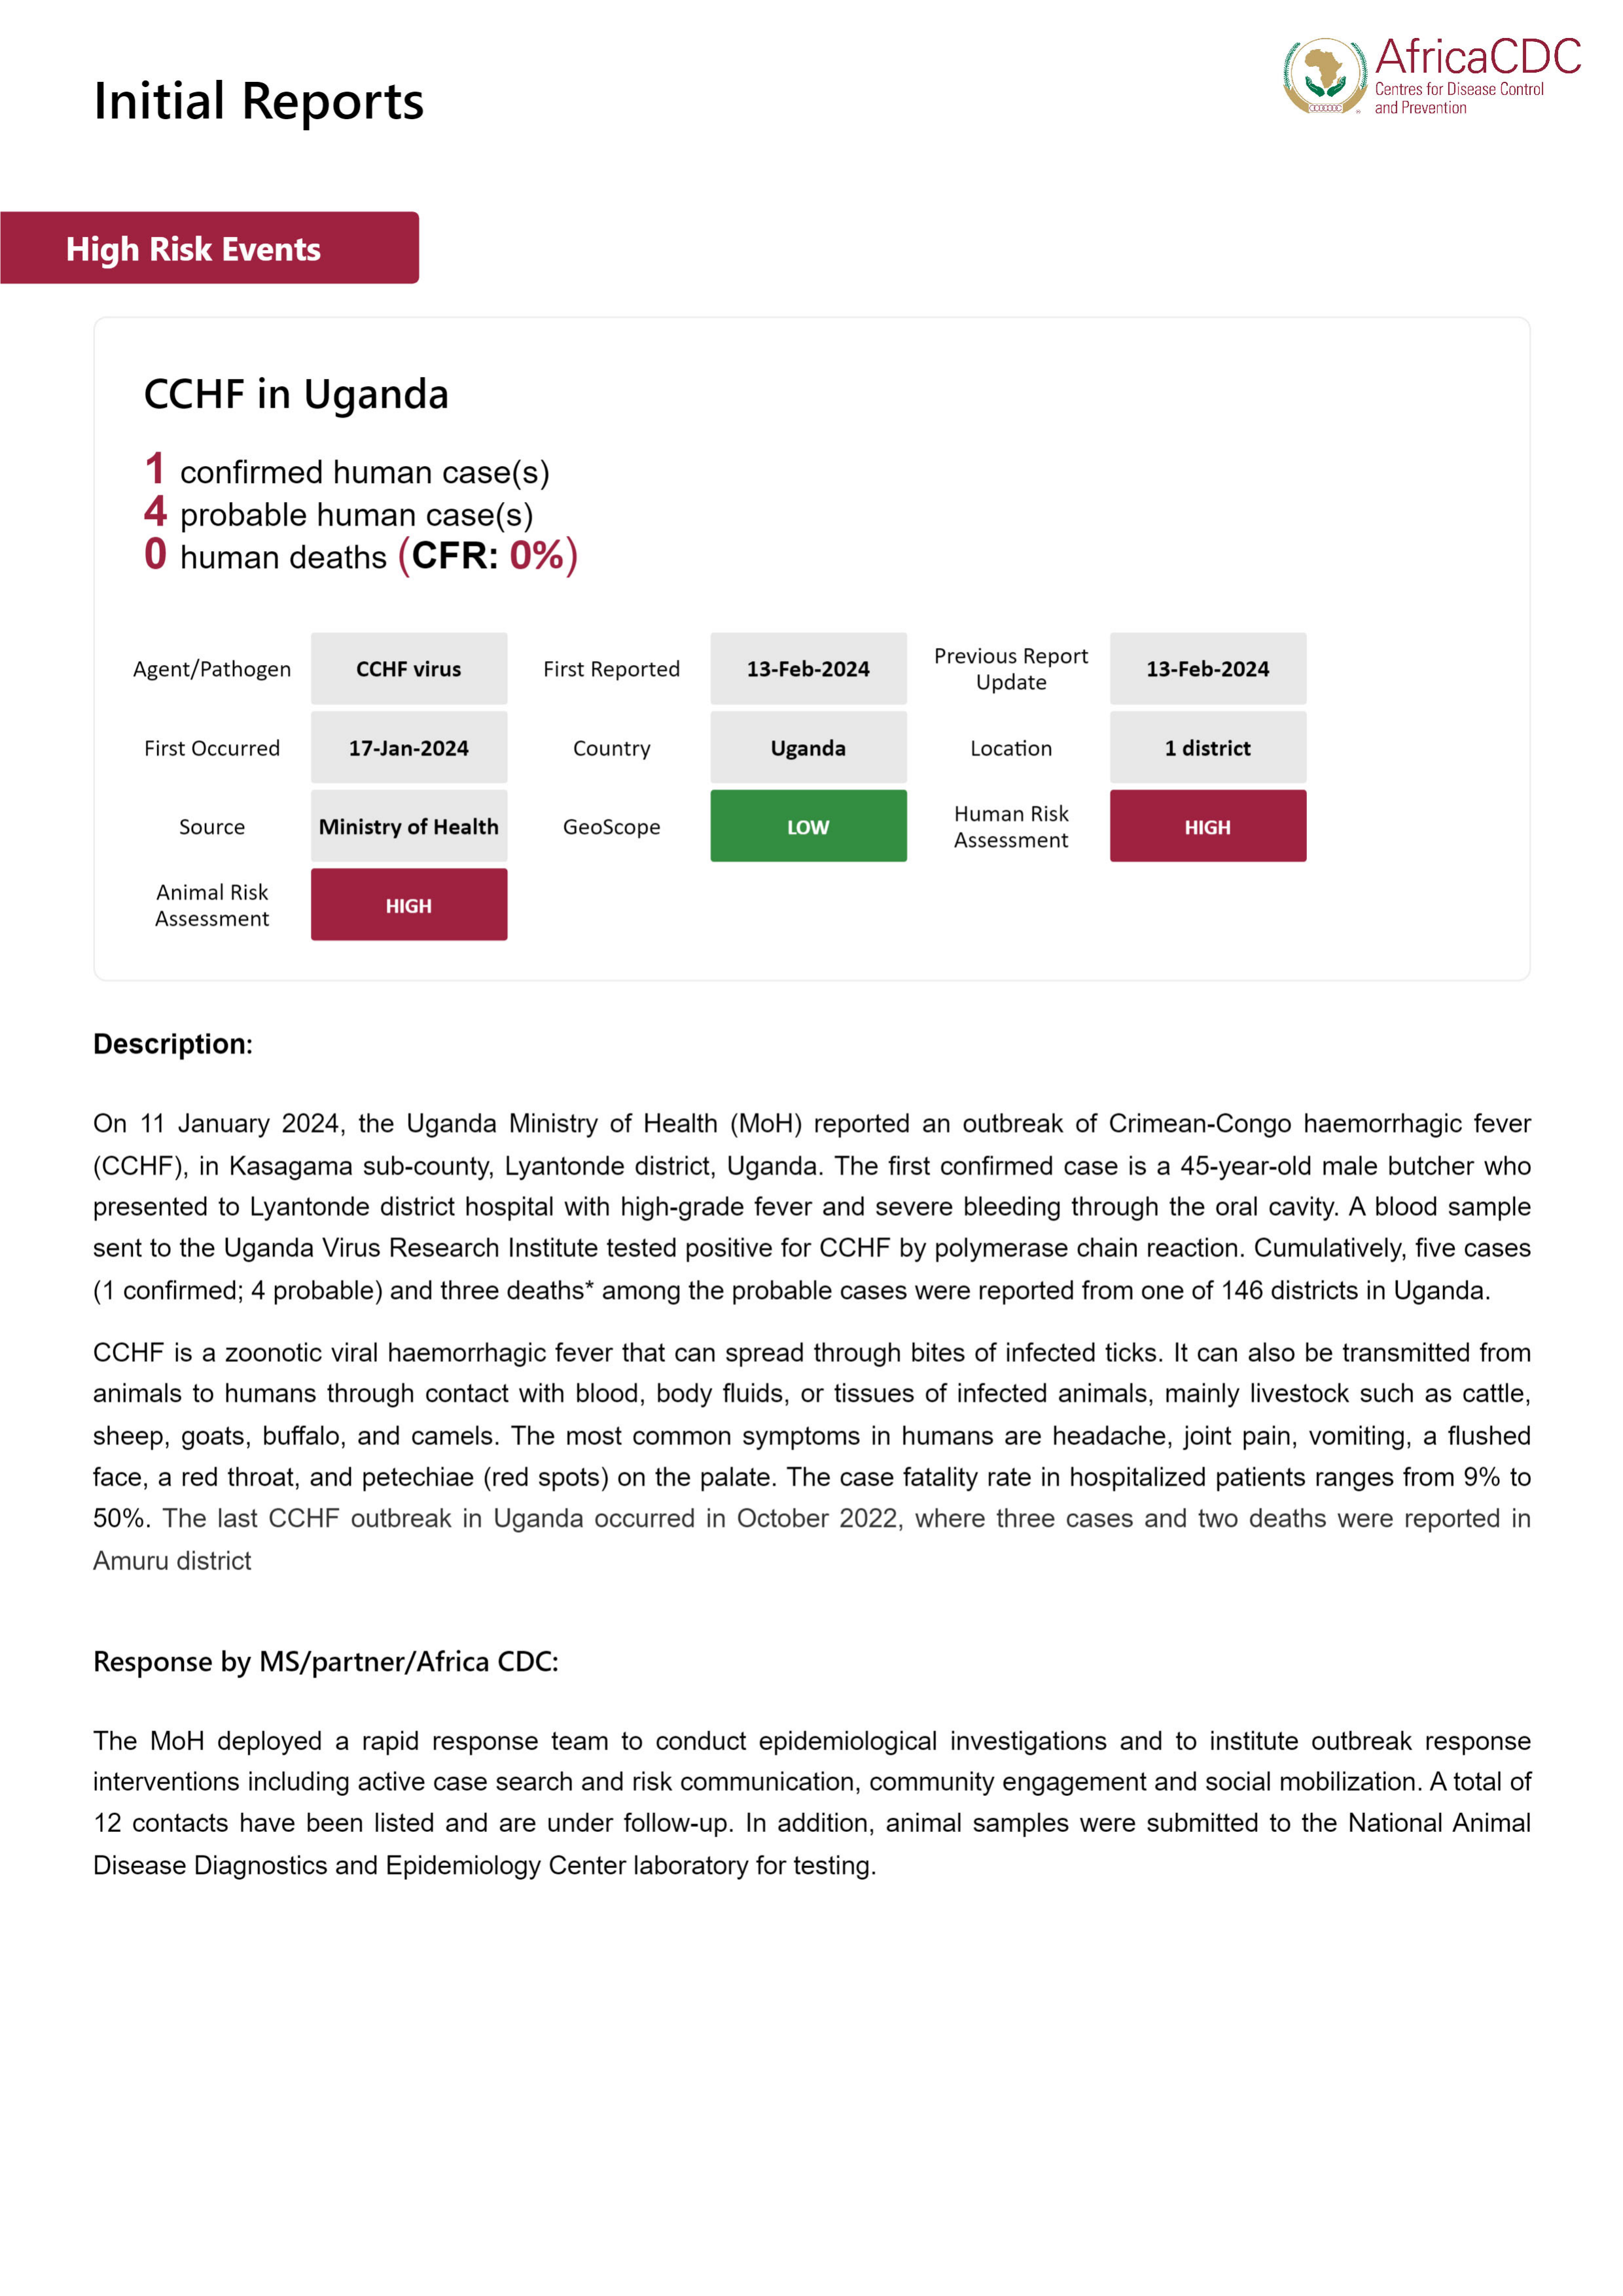 AfricaCDC
Centres for Disease Control
and Prevention
Initial Reports
High Risk Events
CCHF in Uganda
1 confirmed human case(s)
4 probable human case(s)
0 human deaths (CFR: 0%)
Agent/Pathogen CCHF virus First Reported 13-Feb-2024 Previous Report Update 13-Feb-2024
First Occurred 17-Jan-2024 Country Uganda Location 1 district
Source Ministry of Health GeoScope LOW Human Risk Assessment HIGH
Animal Risk Assessment HIGH
Description:
On 11 January 2024, the Uganda Ministry of Health (MoH) reported an outbreak of Crimean-Congo haemorrhagic fever
(CCHF), in Kasagama sub-county, Lyantonde district, Uganda. The first confirmed case is a 45-year-old male butcher who
presented to Lyantonde district hospital with high-grade fever and severe bleeding through the oral cavity. A blood sample
sent to the Uganda Virus Research Institute tested positive for CCHF by polymerase chain reaction. Cumulatively, five cases
(1 confirmed; 4 probable) and three deaths* among the probable cases were reported from one of 146 districts in Uganda.
CCHF is a zoonotic viral haemorrhagic fever that can spread through bites of infected ticks. It can also be transmitted from
animals to humans through contact with blood, body fluids, or tissues of infected animals, mainly livestock such as cattle,
sheep, goats, buffalo, and camels. The most common symptoms in humans are headache, joint pain, vomiting, a flushed
face, a red throat, and petechiae (red spots) on the palate. The case fatality rate in hospitalized patients ranges from 9% to
50%. The last CCHF outbreak in Uganda occurred in October 2022, where three cases and two deaths were reported in
Amuru district
Response by MS/partner/Africa CDC:
The MoH deployed a rapid response team to conduct epidemiological investigations and to institute outbreak response
interventions including active case search and risk communication, community engagement and social mobilization. A total of
12 contacts have been listed and are under follow-up. In addition, animal samples were submitted to the National Animal
Disease Diagnostics and Epidemiology Center laboratory for testing.